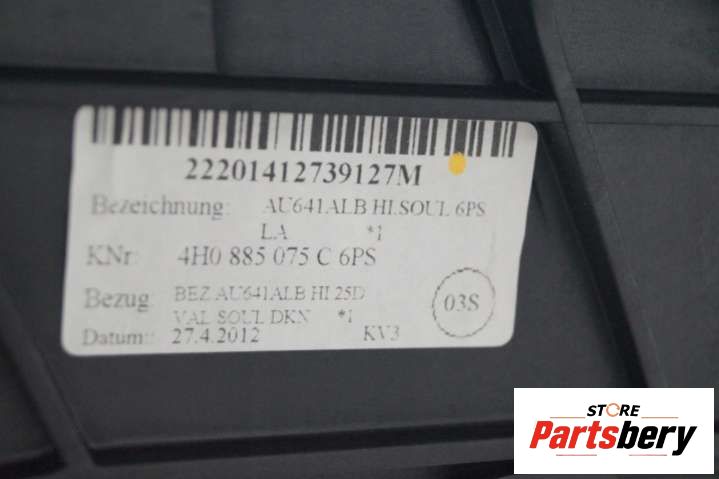 22201412739127M
Bezeichnung: AU641ALB HI.SOUL 6PS
LA *1
KNr: 4H0 885 075 C 6PS
Bezug: BEZ AU641ALB HI 25D
VAL SOUL DKN *1
03S
Datum:: 27.4.2012 KV3
STORE
Partsbery